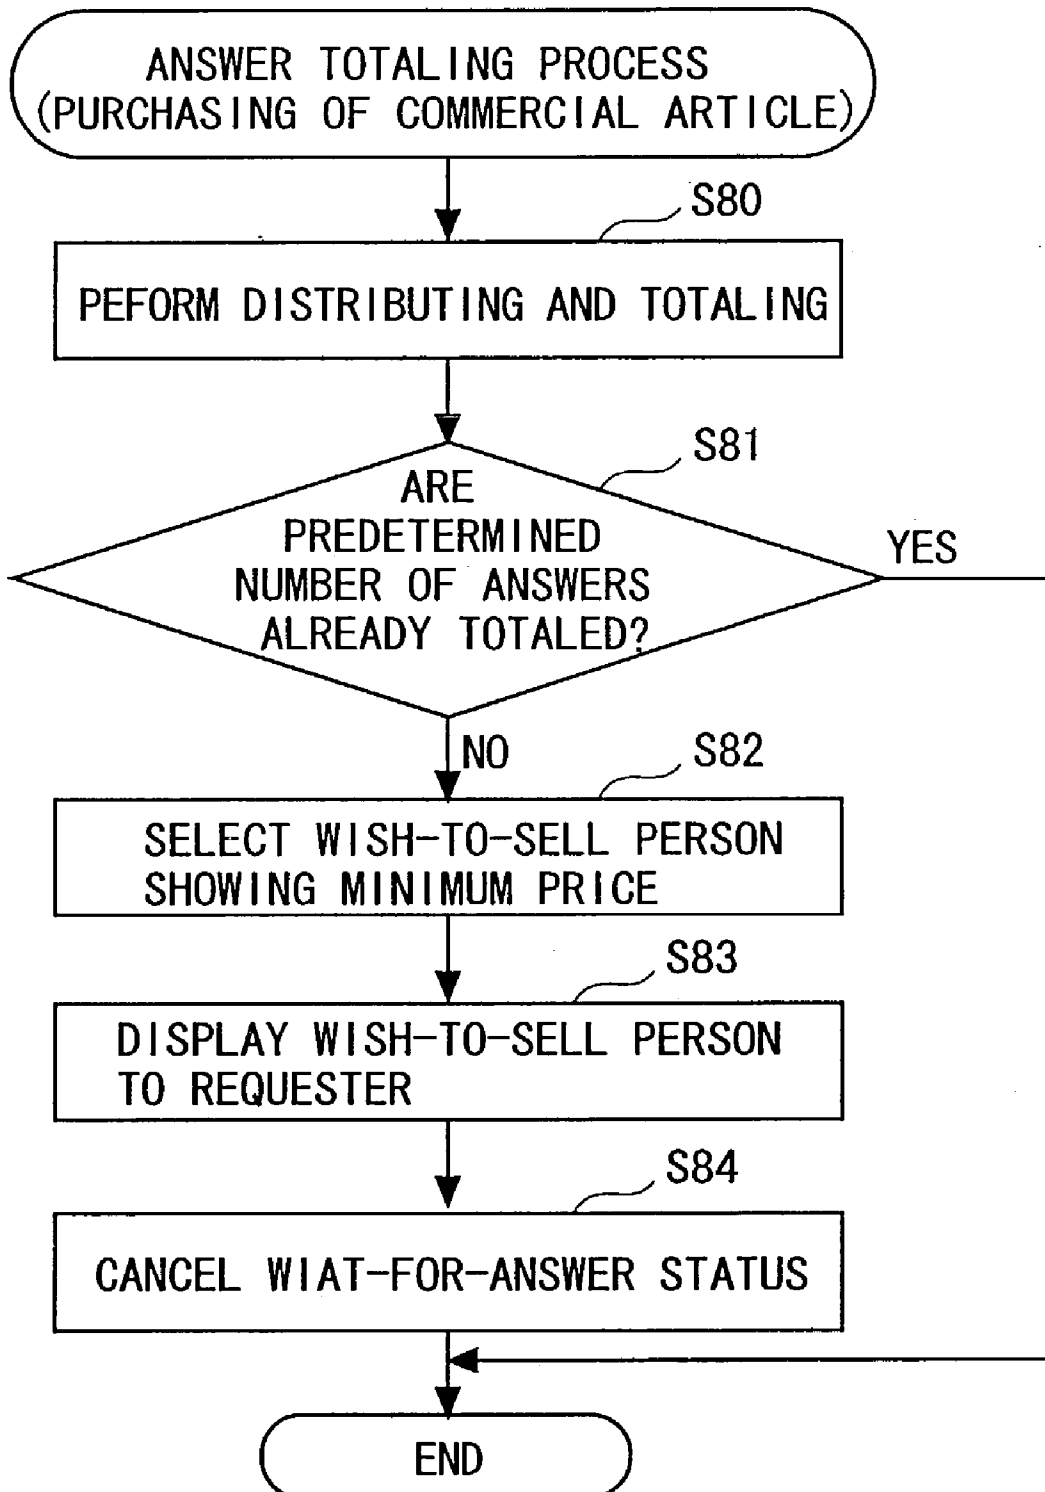 ANSWER TOTALING PROCESS
(PURCHASING OF COMMERCIAL ARTICLE)
S80
PEFORM DISTRIBUTING AND TOTALING
S81
ARE
PREDETERMINED
NUMBER OF ANSWERS
ALREADY TOTALED?
YES
NO
S82
SELECT WISH-TO-SELL PERSON
SHOWING MINIMUM PRICE
S83
DISPLAY WISH-TO-SELL PERSON
TO REQUESTER
S84
CANCEL WIAT-FOR-ANSWER STATUS
END